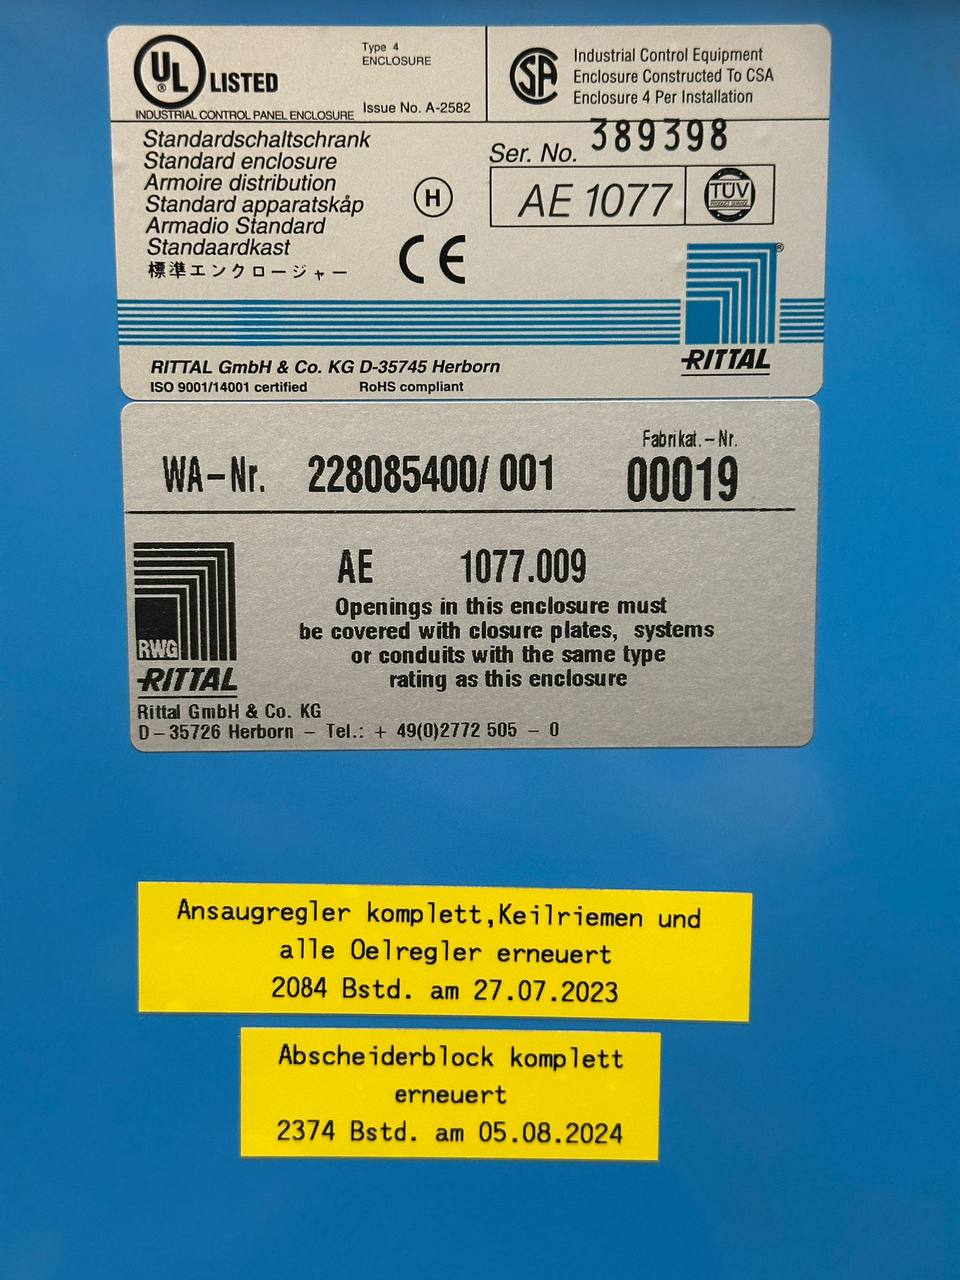 UL® LISTED
Type 4
ENCLOSURE
INDUSTRIAL CONTROL PANEL ENCLOSURE
Issue No. A-2582
SA
Industrial Control Equipment
Enclosure Constructed To CSA
Enclosure 4 Per Installation
Standardschaltschrank
Standard enclosure
Armoire distribution
Standard apparatskåp
Armadio Standard
Standaardkast
標準エンクロージャー
H
CE
Ser. No. 389398
AE 1077
TÜV
PRODUCT SERVICE
®
RITTAL
RITTAL GmbH & Co. KG D-35745 Herborn
ISO 9001/14001 certified RoHS compliant
Fabrikat.-Nr.
WA-Nr. 228085400/ 001 00019
AE 1077.009
Openings in this enclosure must
be covered with closure plates, systems
or conduits with the same type
rating as this enclosure
RWG
RITTAL
Rittal GmbH & Co. KG
D-35726 Herborn - Tel.: + 49(0)2772 505 - 0
Ansaugregler komplett,Keilriemen und
alle Oelregler erneuert
2084 Bstd. am 27.07.2023
Abscheiderblock komplett
erneuert
2374 Bstd. am 05.08.2024